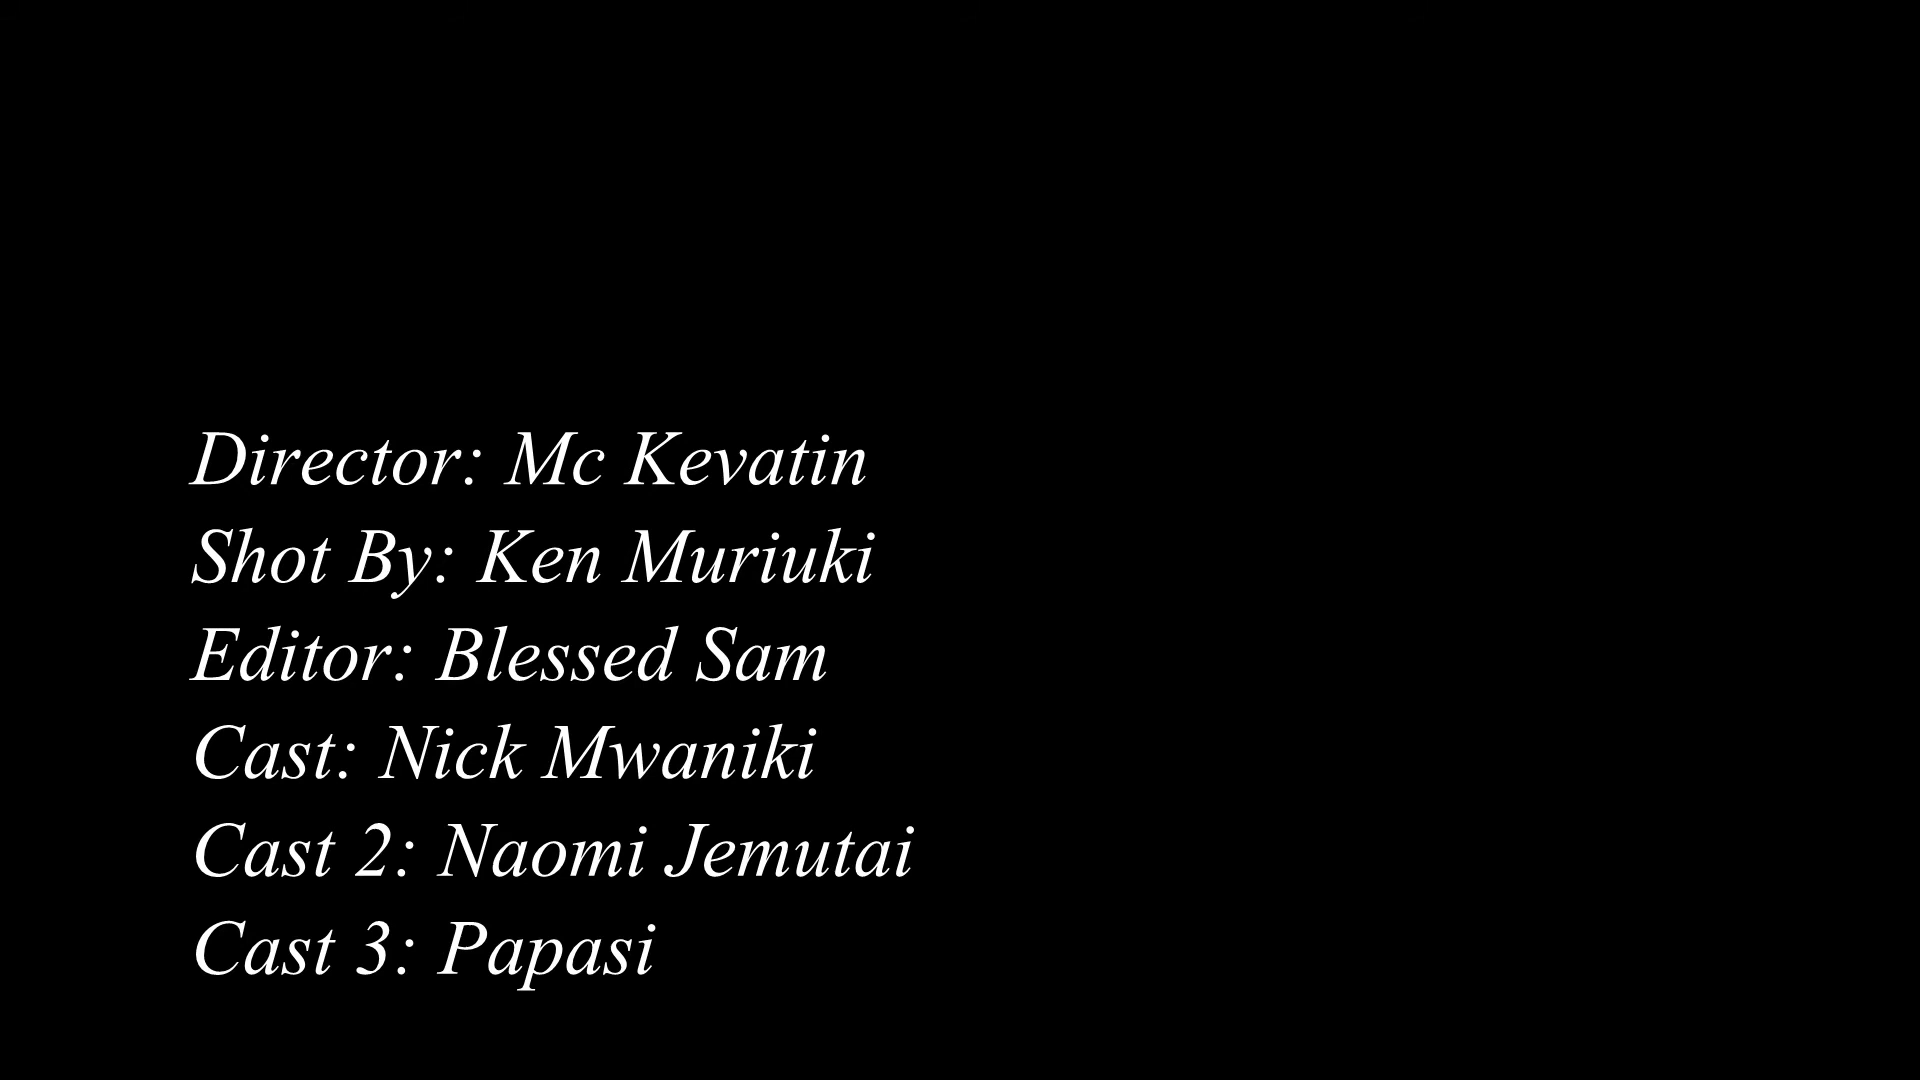 Director: Mc Kevatin
Shot By: Ken Muriuki
Editor: Blessed Sam
Cast: Nick Mwaniki
Cast 2: Naomi Jemutai
Cast 3: Papasi